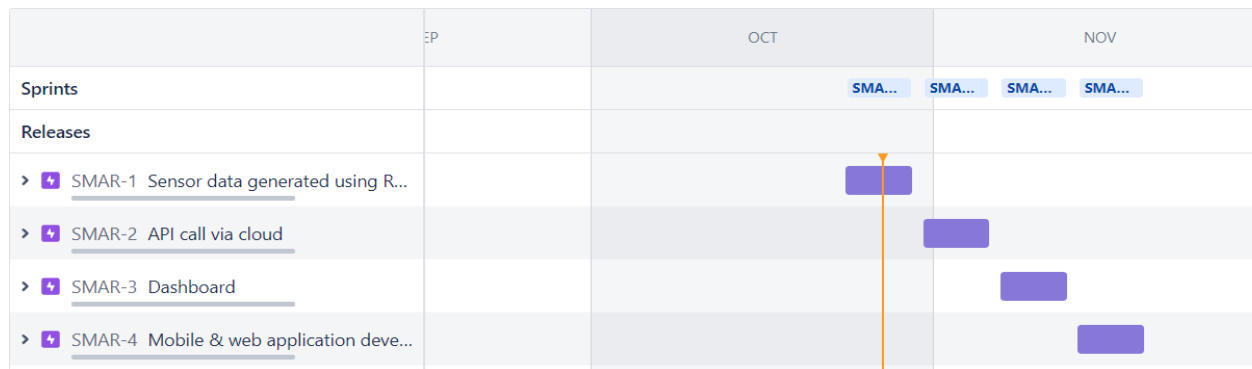 EP OCT NOV
Sprints SMA... SMA... SMA... SMA...
Releases
SMAR-1 Sensor data generated using R...
SMAR-2 API call via cloud
SMAR-3 Dashboard
SMAR-4 Mobile & web application deve...